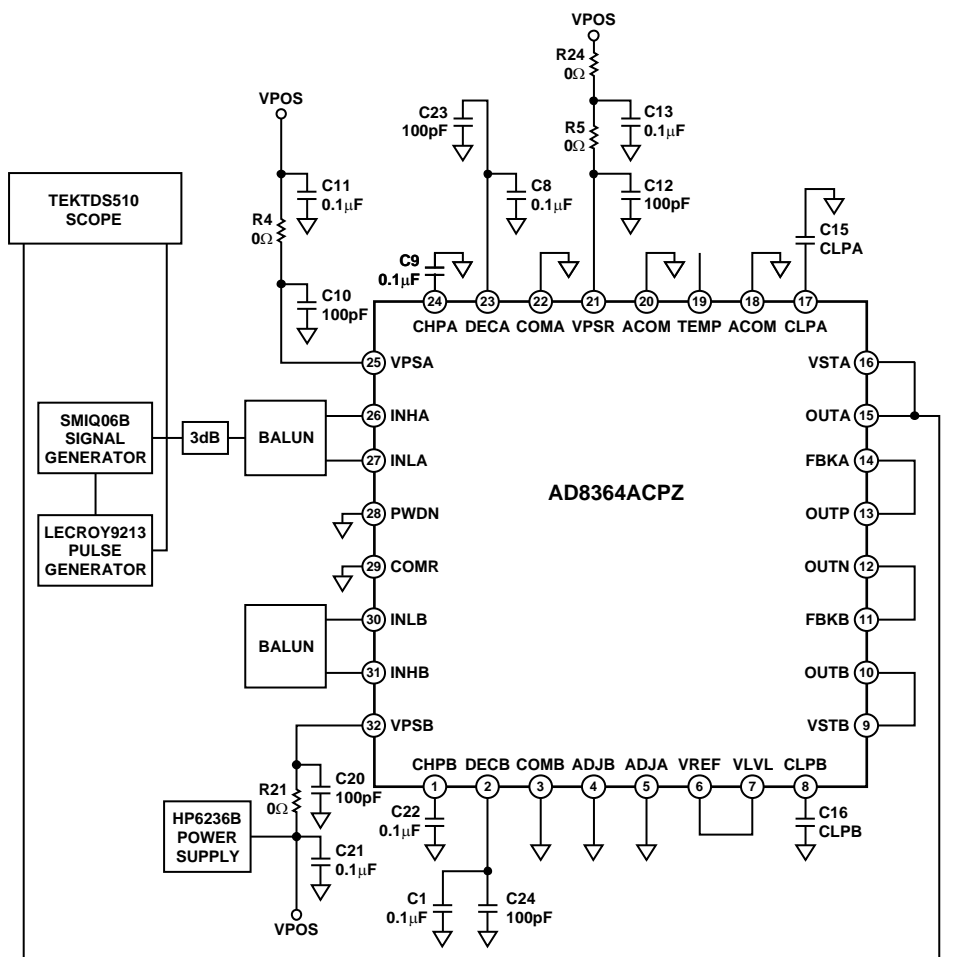 VPOS
R24
0Ω
C13
0.1μF
R5
0Ω
C12
100pF
C23
100pF
C8
0.1μF
VPOS
C11
0.1μF
R4
0Ω
C10
100pF
C9
0.1μF
C15
CLPA
TEKTDS510
SCOPE
24 23 22 21 20 19 18 17
CHPA DECA COMA VPSR ACOM TEMP ACOM CLPA
25 VPSA
26 INHA
27 INLA
28 PWDN
29 COMR
30 INLB
31 INHB
32 VPSB
VSTA 16
OUTA 15
FBKA 14
OUTP 13
OUTN 12
FBKB 11
OUTB 10
VSTB 9
AD8364ACPZ
SMIQ06B
SIGNAL
GENERATOR
3dB
BALUN
LECROY9213
PULSE
GENERATOR
BALUN
CHPB DECB COMB ADJB ADJA VREF VLVL CLPB
1 2 3 4 5 6 7 8
R21
0Ω
C20
100pF
C22
0.1μF
C16
CLPB
HP6236B
POWER
SUPPLY
C21
0.1μF
VPOS
C1
0.1μF
C24
100pF